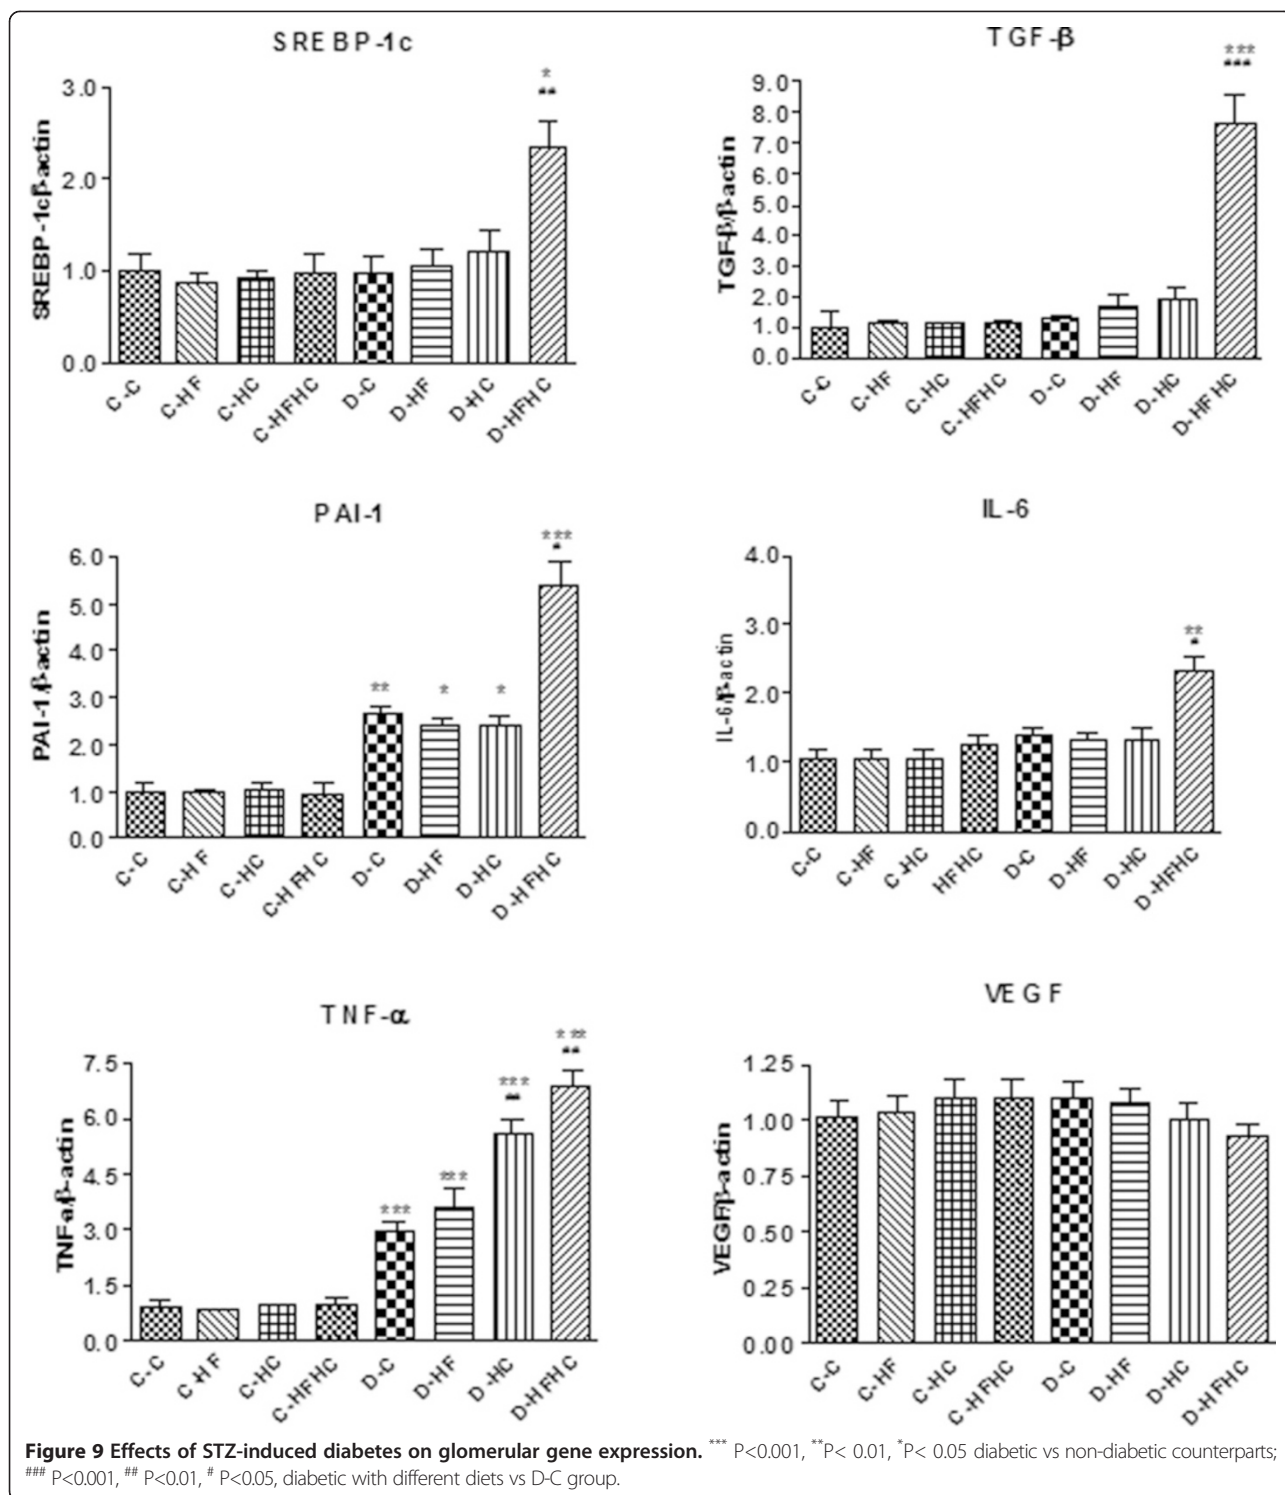 SREBP-1c
*
##
SREBP-1c/β-actin
3.0
2.0
1.0
0.0
C-C
C-HF
C-HC
C-HFHC
D-C
D-HF
D-HC
D-HFHC
TGF-β
***
###
TGF-β/β-actin
9.0
8.0
7.0
6.0
5.0
4.0
3.0
2.0
1.0
0.0
C-C
C-HF
C-HC
C-HFHC
D-C
D-HF
D-HC
D-HFHC
PAI-1
***
#
**
*
*
PAI-1/β-actin
6.0
5.0
4.0
3.0
2.0
1.0
0.0
C-C
C-HF
C-HC
C-HFHC
D-C
D-HF
D-HC
D-HFHC
IL-6
**
#
IL-6/β-actin
4.0
3.0
2.0
1.0
0.0
C-C
C-HF
C-HC
HFHC
D-C
D-HF
D-HC
D-HFHC
TNF-α
***
##
***
##
***
***
TNFα/β-actin
7.5
6.0
4.5
3.0
1.5
0.0
C-C
C-HF
C-HC
C-HFHC
D-C
D-HF
D-HC
D-HFHC
VEGF
VEGF/β-actin
1.25
1.00
0.75
0.50
0.25
0.00
C-C
C-HF
C-HC
C-HFHC
D-C
D-HF
D-HC
D-HFHC
Figure 9 Effects of STZ-induced diabetes on glomerular gene expression. *** P<0.001, **P< 0.01, *P< 0.05 diabetic vs non-diabetic counterparts;
### P<0.001, ## P<0.01, # P<0.05, diabetic with different diets vs D-C group.